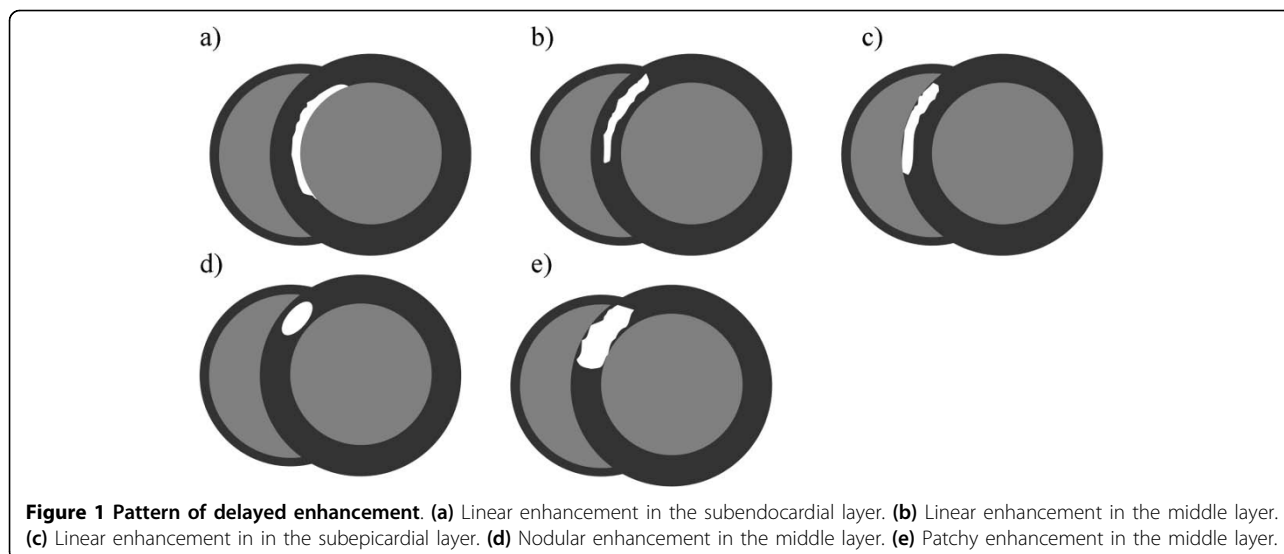 a)
b)
c)
d)
e)
Figure 1 Pattern of delayed enhancement. (a) Linear enhancement in the subendocardial layer. (b) Linear enhancement in the middle layer.
(c) Linear enhancement in in the subepicardial layer. (d) Nodular enhancement in the middle layer. (e) Patchy enhancement in the middle layer.